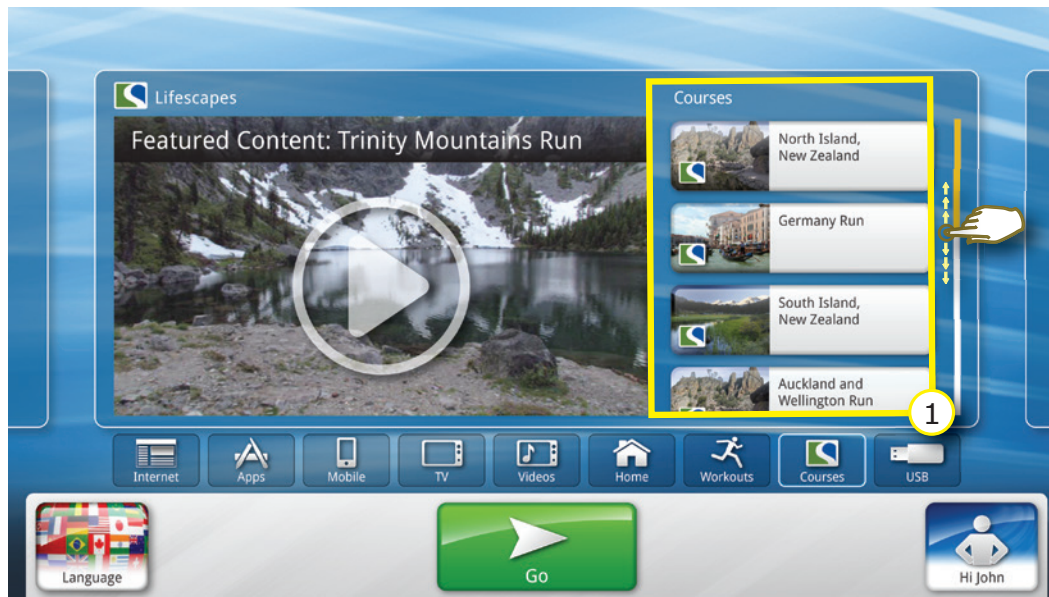 Lifescapes
Courses
Featured Content: Trinity Mountains Run
North Island,
New Zealand
Germany Run
South Island,
New Zealand
Auckland and
Wellington Run
1
Internet
Apps
Mobile
TV
Videos
Home
Workouts
Courses
USB
Language
Go
Hi John